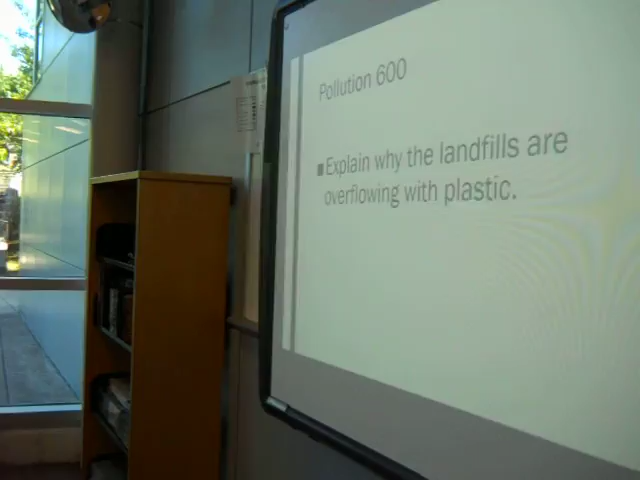 Pollution 600
■Explain why the landfills are
overflowing with plastic.